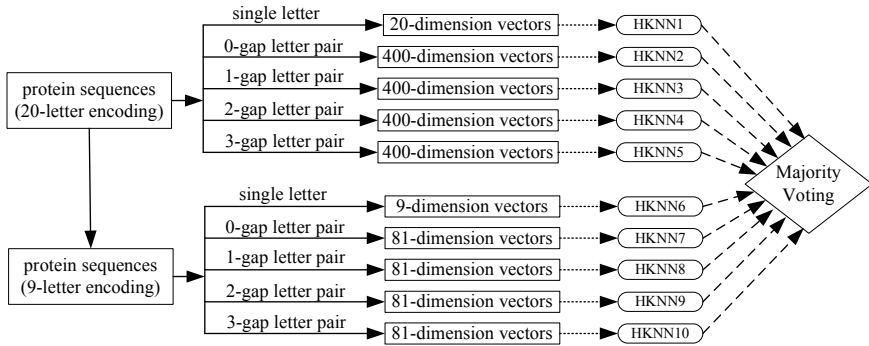 single letter
20-dimension vectors
HKNN1
0-gap letter pair
400-dimension vectors
HKNN2
1-gap letter pair
400-dimension vectors
HKNN3
2-gap letter pair
400-dimension vectors
HKNN4
3-gap letter pair
400-dimension vectors
HKNN5
protein sequences
(20-letter encoding)
Majority
Voting
single letter
9-dimension vectors
HKNN6
0-gap letter pair
81-dimension vectors
HKNN7
1-gap letter pair
81-dimension vectors
HKNN8
2-gap letter pair
81-dimension vectors
HKNN9
3-gap letter pair
81-dimension vectors
HKNN10
protein sequences
(9-letter encoding)